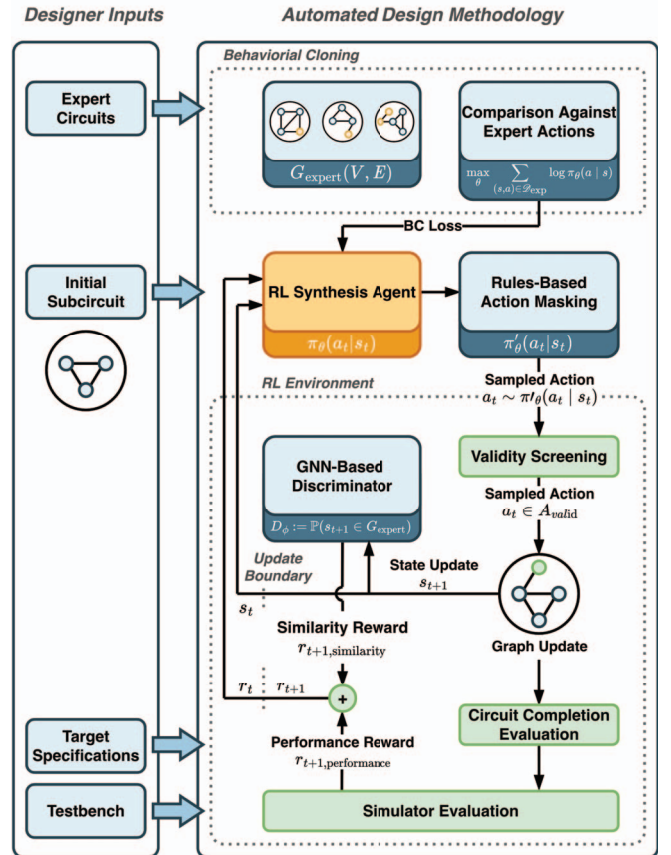 Designer Inputs
Automated Design Methodology
Behaviorial Cloning
Expert
Circuits
G_expert(V, E)
Comparison Against
Expert Actions
max_θ ∑_{(s,a)∈𝒟_exp} log π_θ(a | s)
BC Loss
Initial
Subcircuit
RL Synthesis Agent
π_θ(a_t|s_t)
Rules-Based
Action Masking
π′_θ(a_t|s_t)
RL Environment
Sampled Action
a_t ∼ π′_θ(a_t | s_t)
GNN-Based
Discriminator
D_ϕ := ℙ(s_{t+1} ∈ G_expert)
Validity Screening
Sampled Action
a_t ∈ A_valid
Update
Boundary
State Update
s_t
s_{t+1}
Similarity Reward
r_{t+1,similarity}
Graph Update
r_t
r_{t+1}
+
Target
Specifications
Performance Reward
r_{t+1,performance}
Circuit Completion
Evaluation
Testbench
Simulator Evaluation